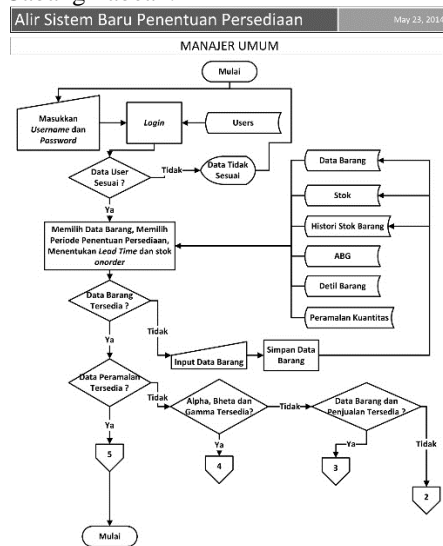 Alir Sistem Baru Penentuan Persediaan
May 23, 2014
MANAJER UMUM
Mulai
Masukkan
Username dan
Password
Login
Users
Data User
Sesuai ?
Tidak
Data Tidak
Sesuai
Ya
Data Barang
Stok
Histori Stok Barang
ABG
Detil Barang
Peramalan Kuantitas
Memilih Data Barang, Memilih
Periode Penentuan Persediaan,
Menentukan Lead Time dan stok
onorder
Data Barang
Tersedia ?
Tidak
Ya
Input Data Barang
Simpan Data
Barang
Data Peramalan
Tersedia ?
Tidak
Alpha, Bheta dan
Gamma Tersedia?
Tidak
Data Barang dan
Penjualan Tersedia ?
Ya
Ya
Ya
Tidak
5
4
3
2
Mulai